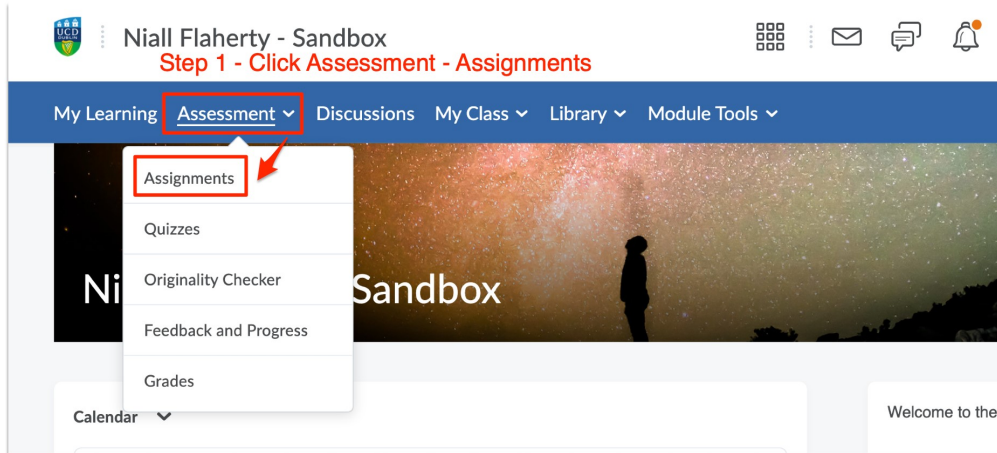 UCD
DUBLIN
Niall Flaherty - Sandbox
Step 1 - Click Assessment - Assignments
My Learning Assessment Discussions My Class Library Module Tools
Assignments
Quizzes
Originality Checker
Feedback and Progress
Grades
Ni Sandbox
Calendar
Welcome to the